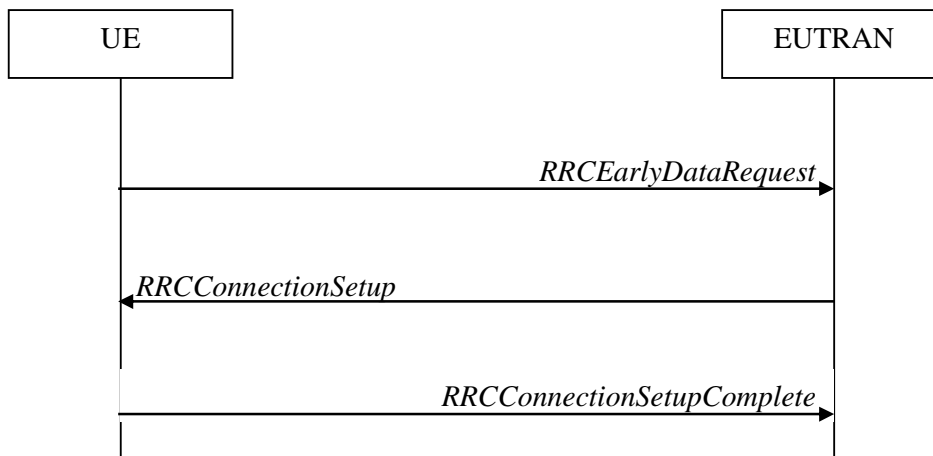 UE
EUTRAN
RRCEarlyDataRequest
RRCConnectionSetup
RRCConnectionSetupComplete